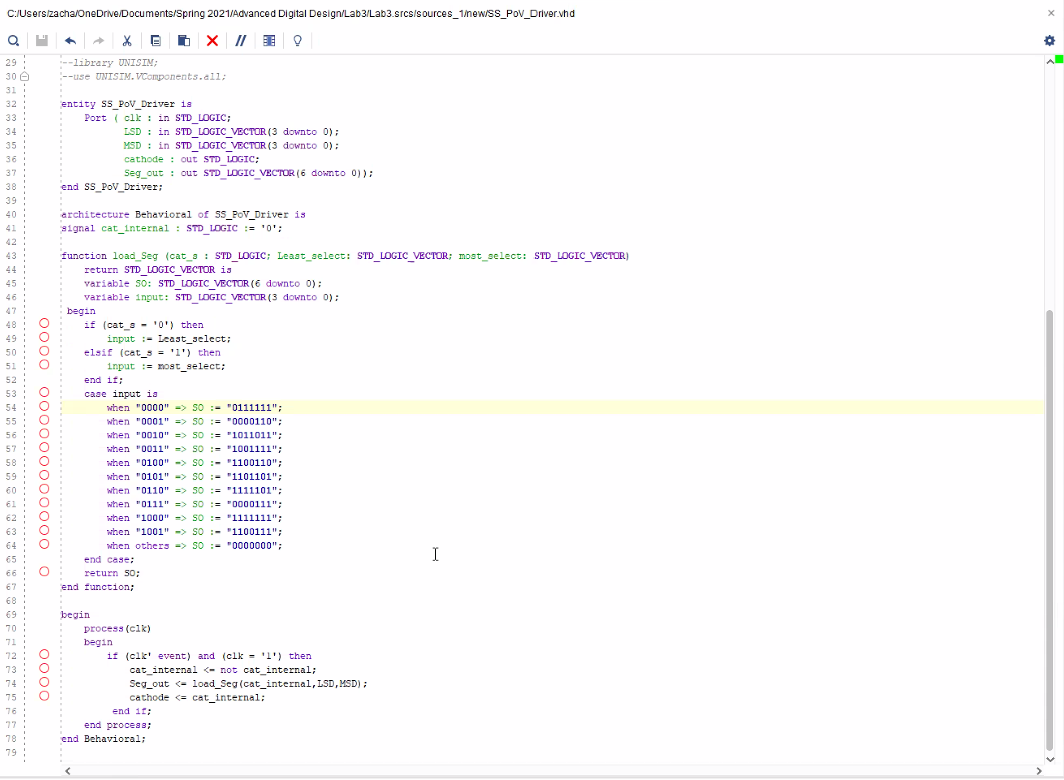 C:/Users/zacha/OneDrive/Documents/Spring 2021/Advanced Digital Design/Lab3/Lab3.srcs/sources_1/new/SS_PoV_Driver.vhd
29 --library UNISIM;
30 --use UNISIM.VComponents.all;
31
32 entity SS_PoV_Driver is
33 Port ( clk : in STD_LOGIC;
34 LSD : in STD_LOGIC_VECTOR(3 downto 0);
35 MSD : in STD_LOGIC_VECTOR(3 downto 0);
36 cathode : out STD_LOGIC;
37 Seg_out : out STD_LOGIC_VECTOR(6 downto 0));
38 end SS_PoV_Driver;
39
40 architecture Behavioral of SS_PoV_Driver is
41 signal cat_internal : STD_LOGIC := '0';
42
43 function load_Seg (cat_s : STD_LOGIC; Least_select: STD_LOGIC_VECTOR; most_select: STD_LOGIC_VECTOR)
44 return STD_LOGIC_VECTOR is
45 variable SO: STD_LOGIC_VECTOR(6 downto 0);
46 variable input: STD_LOGIC_VECTOR(3 downto 0);
47 begin
48 if (cat_s = '0') then
49 input := Least_select;
50 elsif (cat_s = '1') then
51 input := most_select;
52 end if;
53 case input is
54 when "0000" => SO := "0111111";
55 when "0001" => SO := "0000110";
56 when "0010" => SO := "1011011";
57 when "0011" => SO := "1001111";
58 when "0100" => SO := "1100110";
59 when "0101" => SO := "1101101";
60 when "0110" => SO := "1111101";
61 when "0111" => SO := "0000111";
62 when "1000" => SO := "1111111";
63 when "1001" => SO := "1100111";
64 when others => SO := "0000000";
65 end case;
66 return SO;
67 end function;
68
69 begin
70 process(clk)
71 begin
72 if (clk' event) and (clk = '1') then
73 cat_internal <= not cat_internal;
74 Seg_out <= load_Seg(cat_internal,LSD,MSD);
75 cathode <= cat_internal;
76 end if;
77 end process;
78 end Behavioral;
79